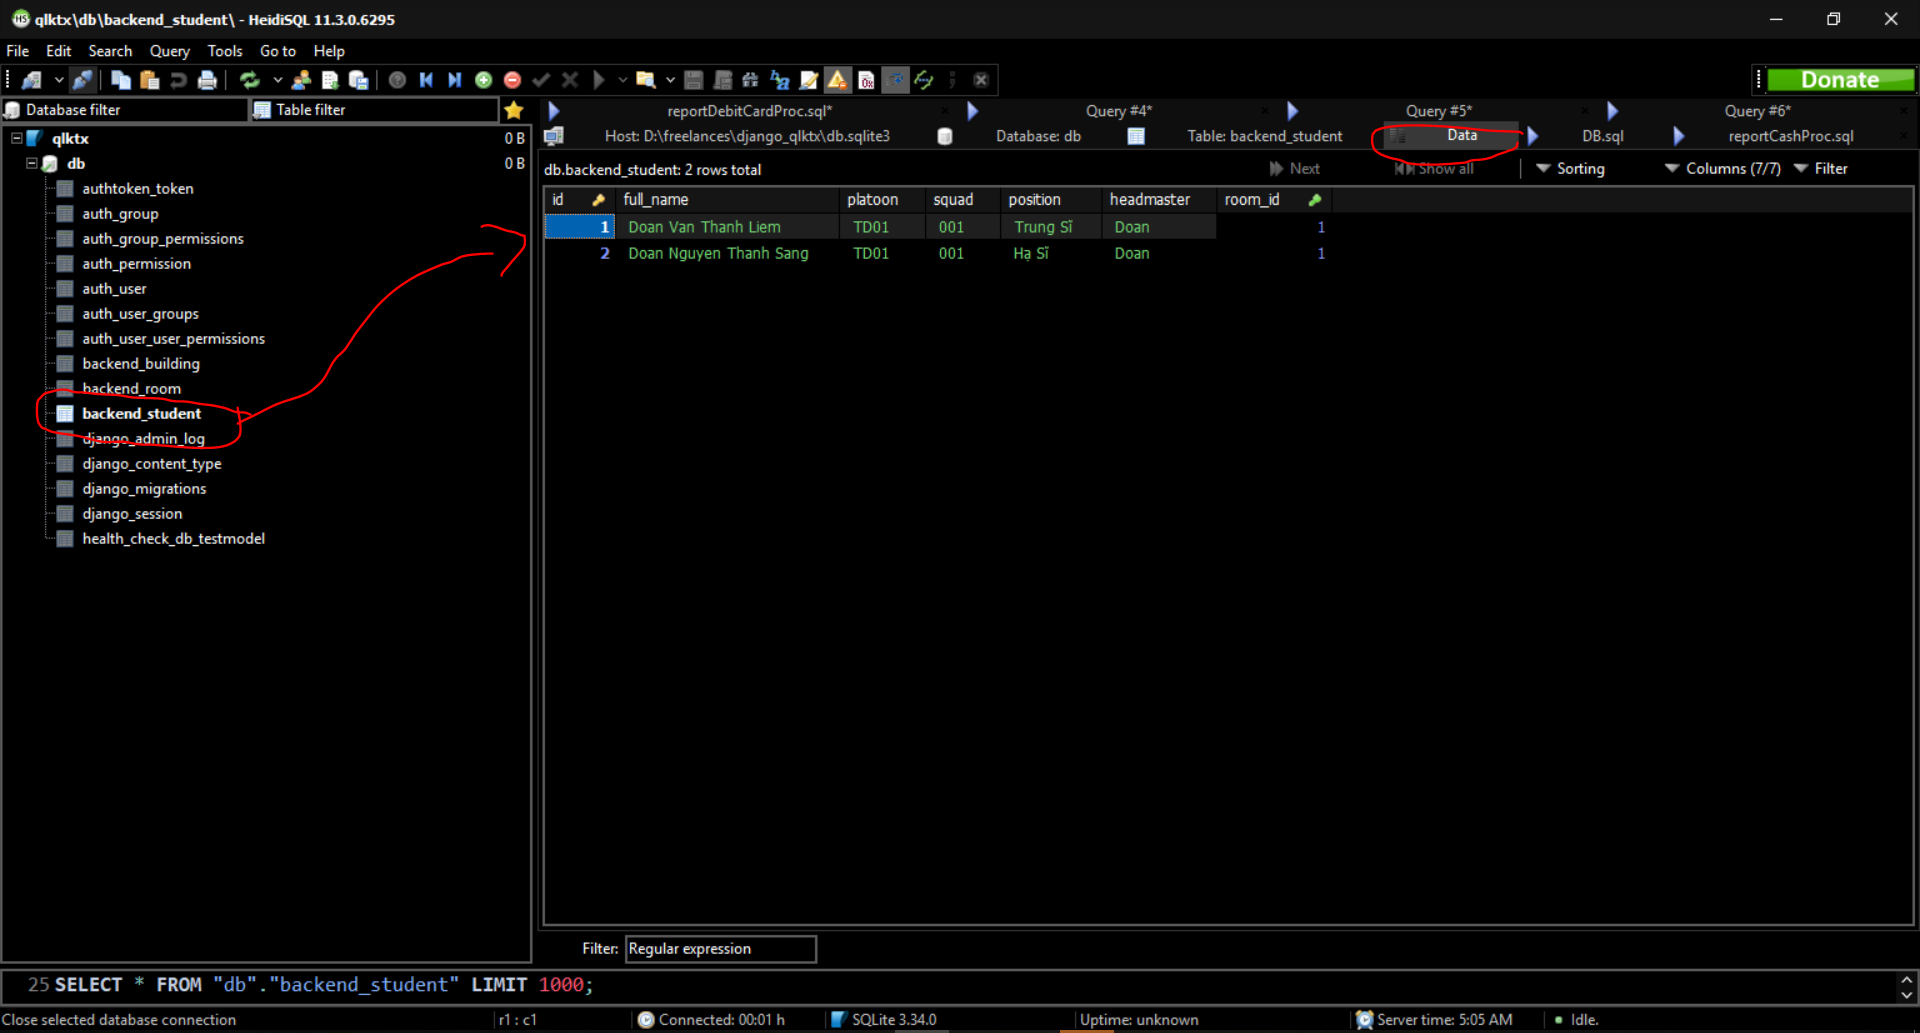 qlktx\db\backend_student\ - HeidiSQL 11.3.0.6295
File Edit Search Query Tools Go to Help
Donate
Database filter Table filter
qlktx 0 B
db 0 B
authtoken_token
auth_group
auth_group_permissions
auth_permission
auth_user
auth_user_groups
auth_user_user_permissions
backend_building
backend_room
backend_student
django_admin_log
django_content_type
django_migrations
django_session
health_check_db_testmodel
reportDebitCardProc.sql* Query #4* Query #5* Query #6*
Host: D:\freelances\django_qlktx\db.sqlite3 Database: db Table: backend_student Data DB.sql reportCashProc.sql
db.backend_student: 2 rows total Next Show all Sorting Columns (7/7) Filter
id full_name platoon squad position headmaster room_id
1 Doan Van Thanh Liem TD01 001 Trung Sĩ Doan 1
2 Doan Nguyen Thanh Sang TD01 001 Hạ Sĩ Doan 1
Filter: Regular expression
25 SELECT * FROM "db"."backend_student" LIMIT 1000;
Close selected database connection r1 : c1 Connected: 00:01 h SQLite 3.34.0 Uptime: unknown Server time: 5:05 AM Idle.